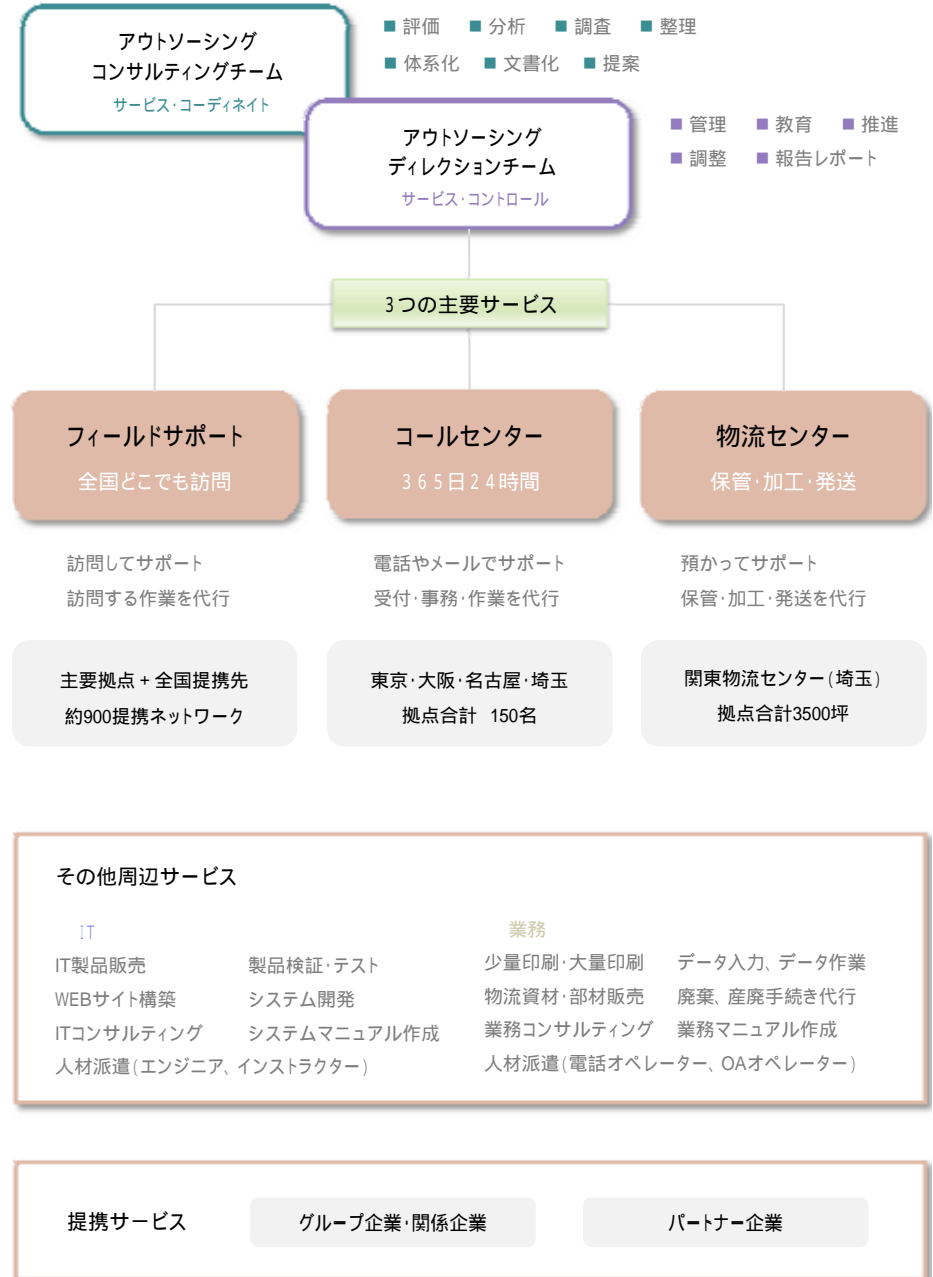 アウトソーシング
コンサルティングチーム
サービス・コーディネイト
■ 評価 ■ 分析 ■ 調査 ■ 整理
■ 体系化 ■ 文書化 ■ 提案
アウトソーシング
ディレクションチーム
サービス・コントロール
■ 管理 ■ 教育 ■ 推進
■ 調整 ■ 報告レポート
3つの主要サービス
フィールドサポート
全国どこでも訪問
コールセンター
365日24時間
物流センター
保管・加工・発送
訪問してサポート
訪問する作業を代行
電話やメールでサポート
受付・事務・作業を代行
預かってサポート
保管・加工・発送を代行
主要拠点+全国提携先
約900提携ネットワーク
東京・大阪・名古屋・埼玉
拠点合計 150名
関東物流センター(埼玉)
拠点合計3500坪
その他周辺サービス
IT
IT製品販売 製品検証・テスト
WEBサイト構築 システム開発
ITコンサルティング システムマニュアル作成
人材派遣(エンジニア、インストラクター)
業務
少量印刷・大量印刷 データ入力、データ作業
物流資材・部材販売 廃棄、産廃手続き代行
業務コンサルティング 業務マニュアル作成
人材派遣(電話オペレーター、OAオペレーター)
提携サービス グループ企業・関係企業 パートナー企業